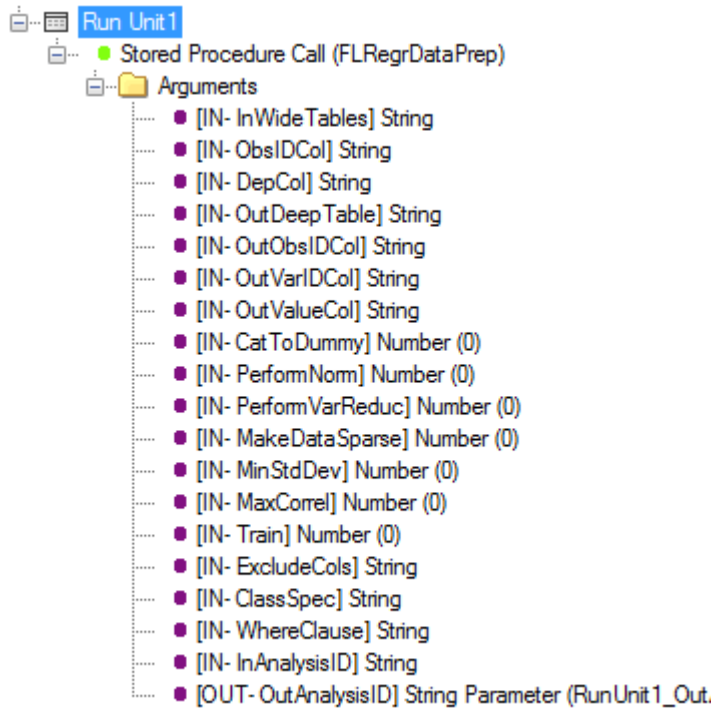 Run Unit1
Stored Procedure Call (FLRegrDataPrep)
Arguments
[IN- InWideTables] String
[IN- ObsIDCol] String
[IN- DepCol] String
[IN- OutDeepTable] String
[IN- OutObsIDCol] String
[IN- OutVarIDCol] String
[IN- OutValueCol] String
[IN- CatToDummy] Number (0)
[IN- PerformNorm] Number (0)
[IN- PerformVarReduc] Number (0)
[IN- MakeDataSparse] Number (0)
[IN- MinStdDev] Number (0)
[IN- MaxCorrel] Number (0)
[IN- Train] Number (0)
[IN- ExcludeCols] String
[IN- ClassSpec] String
[IN- WhereClause] String
[IN- InAnalysisID] String
[OUT- OutAnalysisID] String Parameter (RunUnit1_Out